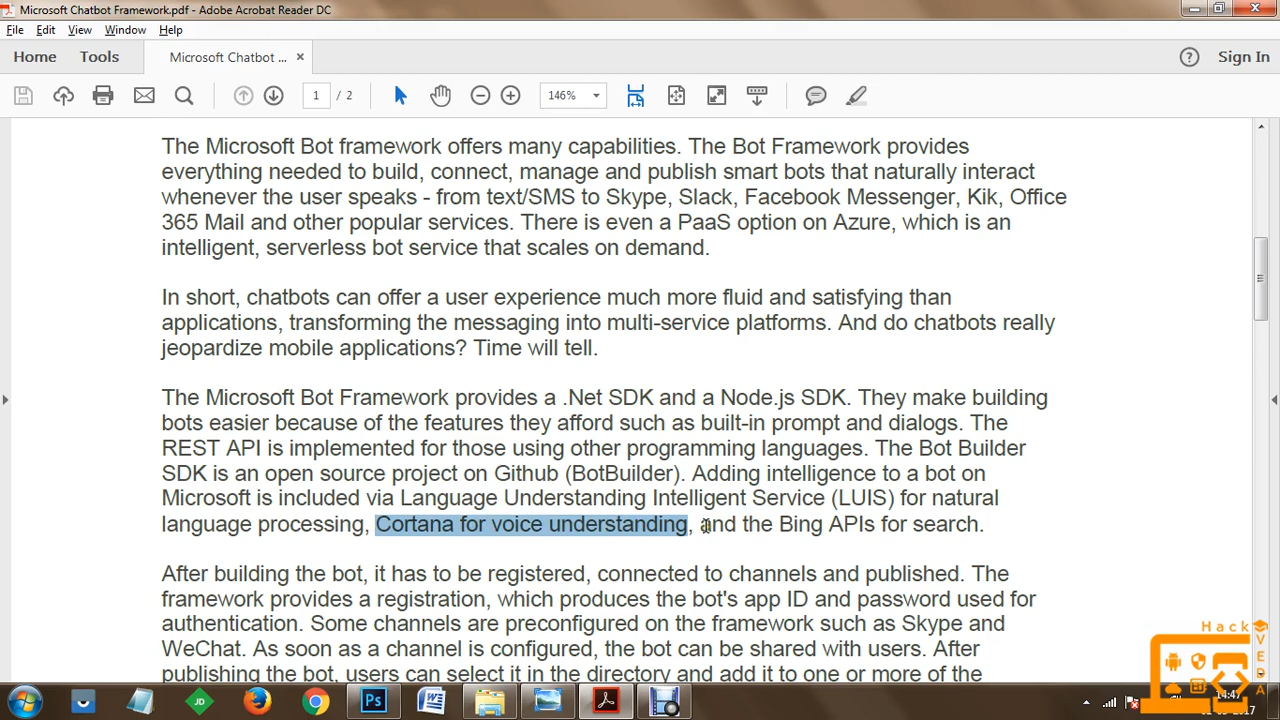 Microsoft Chatbot Framework.pdf - Adobe Acrobat Reader DC
File Edit View Window Help
Home Tools Microsoft Chatbot ... × ? Sign In
1 / 2 146%
The Microsoft Bot framework offers many capabilities. The Bot Framework provides
everything needed to build, connect, manage and publish smart bots that naturally interact
whenever the user speaks - from text/SMS to Skype, Slack, Facebook Messenger, Kik, Office
365 Mail and other popular services. There is even a PaaS option on Azure, which is an
intelligent, serverless bot service that scales on demand.
In short, chatbots can offer a user experience much more fluid and satisfying than
applications, transforming the messaging into multi-service platforms. And do chatbots really
jeopardize mobile applications? Time will tell.
The Microsoft Bot Framework provides a .Net SDK and a Node.js SDK. They make building
bots easier because of the features they afford such as built-in prompt and dialogs. The
REST API is implemented for those using other programming languages. The Bot Builder
SDK is an open source project on Github (BotBuilder). Adding intelligence to a bot on
Microsoft is included via Language Understanding Intelligent Service (LUIS) for natural
language processing, Cortana for voice understanding, and the Bing APIs for search.
After building the bot, it has to be registered, connected to channels and published. The
framework provides a registration, which produces the bot's app ID and password used for
authentication. Some channels are preconfigured on the framework such as Skype and
WeChat. As soon as a channel is configured, the bot can be shared with users. After
publishing the bot, users can select it in the directory and add it to one or more of the
Hack
VEDA
JD
Ps
W